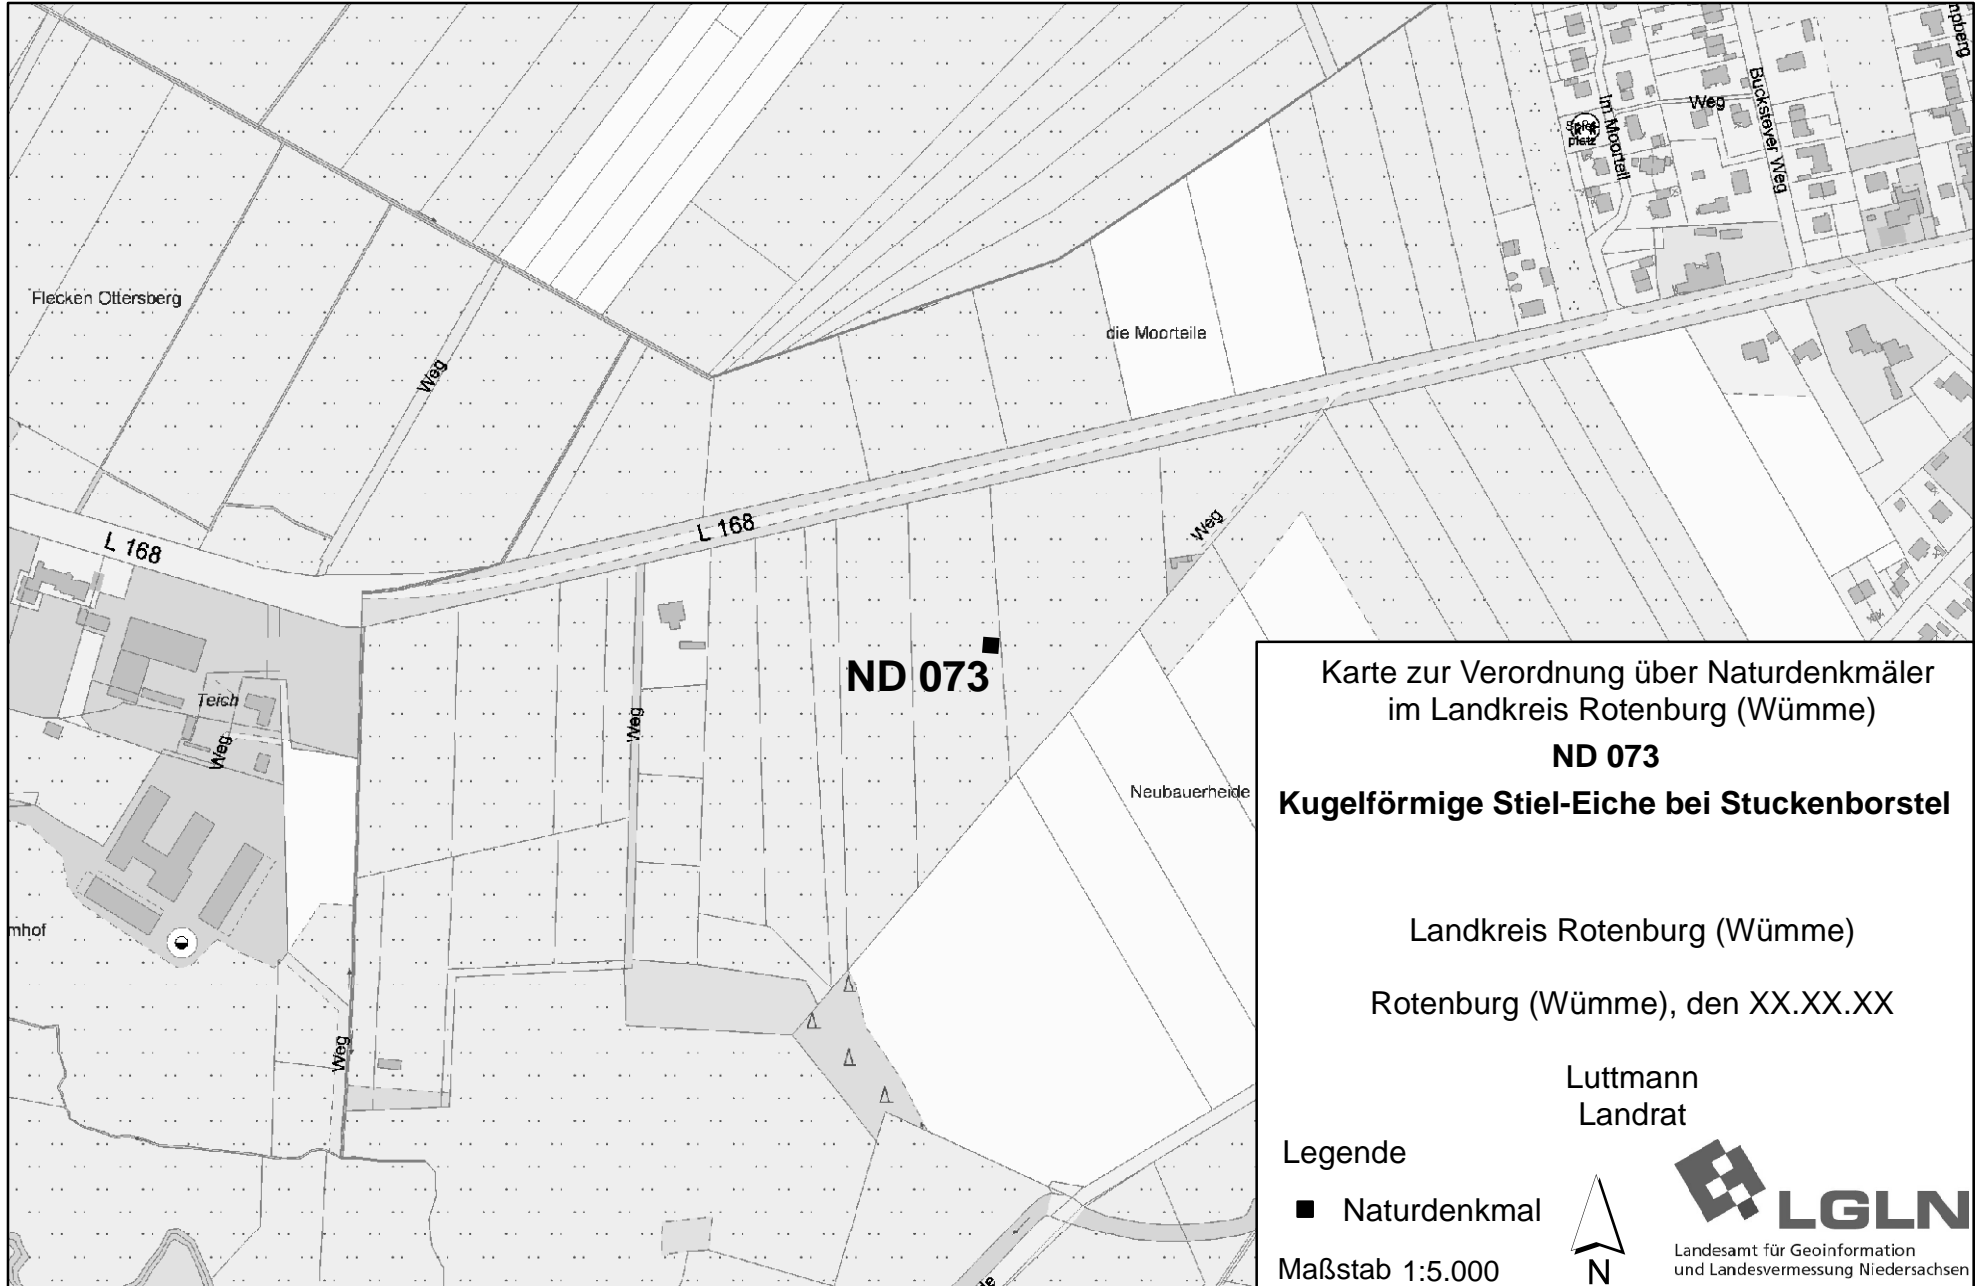 mpberg
Weg
Buckstever Weg
Im Moorteil
platz
Flecken Ottersberg
Weg
die Moorteile
L 168
L 168
Weg
Teich
Weg
Weg
ND 073
Neubauerheide
mhof
Weg
Karte zur Verordnung über Naturdenkmäler
im Landkreis Rotenburg (Wümme)
ND 073
Kugelförmige Stiel-Eiche bei Stuckenborstel
Landkreis Rotenburg (Wümme)
Rotenburg (Wümme), den XX.XX.XX
Luttmann
Landrat
Legende
Naturdenkmal
Maßstab 1:5.000
N
LGLN
Landesamt für Geoinformation
und Landesvermessung Niedersachsen